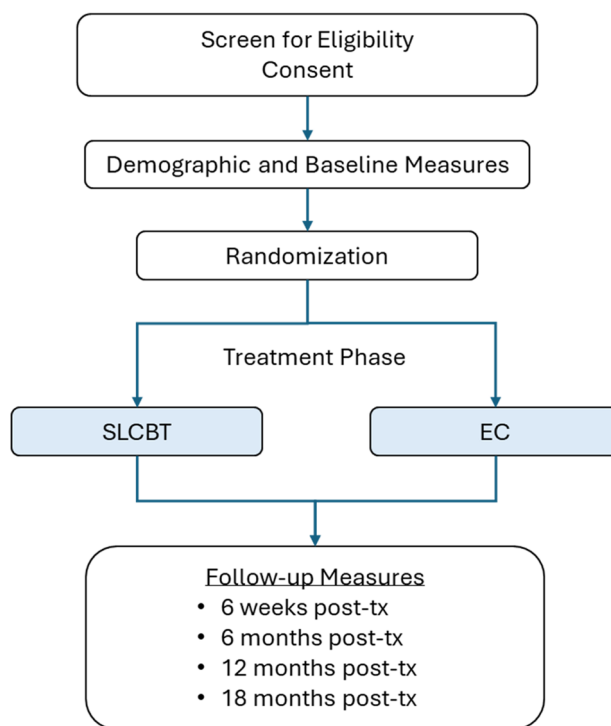 Screen for Eligibility
Consent
Demographic and Baseline Measures
Randomization
Treatment Phase
SLCBT
EC
Follow-up Measures
• 6 weeks post-tx
• 6 months post-tx
• 12 months post-tx
• 18 months post-tx